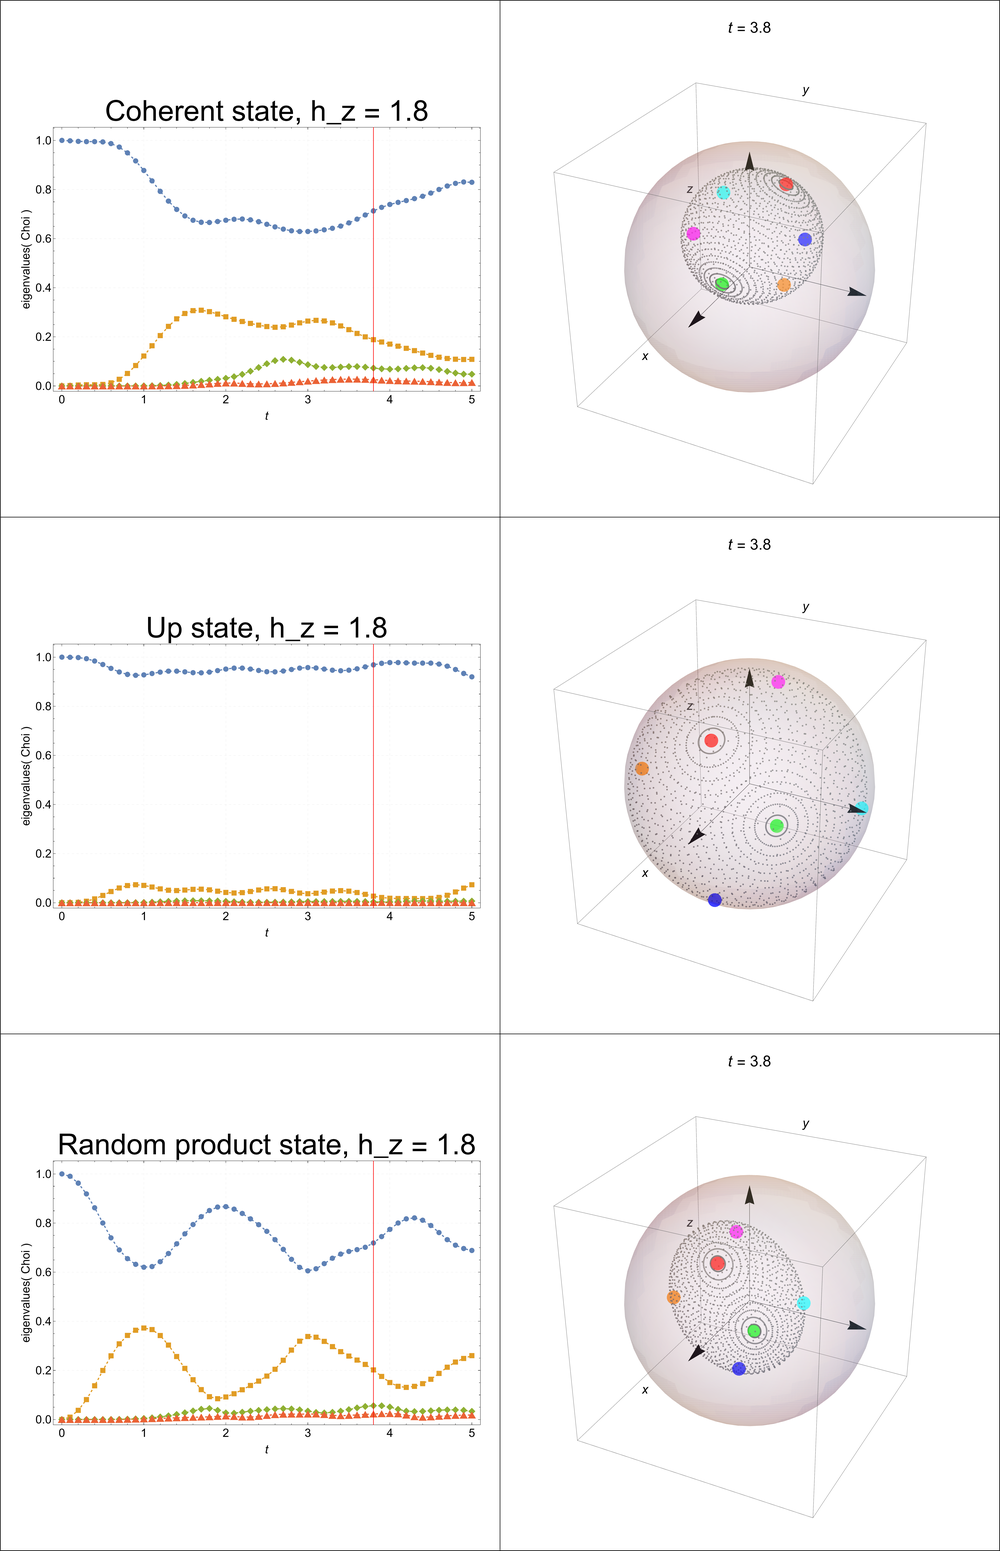 Coherent state, h_z = 1.8
eigenvalues( Choi )
1.0
0.8
0.6
0.4
0.2
0.0
0 1 2 3 4 5
t
t = 3.8
y
z
x
Up state, h_z = 1.8
eigenvalues( Choi )
1.0
0.8
0.6
0.4
0.2
0.0
0 1 2 3 4 5
t
t = 3.8
y
z
x
Random product state, h_z = 1.8
eigenvalues( Choi )
1.0
0.8
0.6
0.4
0.2
0.0
0 1 2 3 4 5
t
t = 3.8
y
z
x